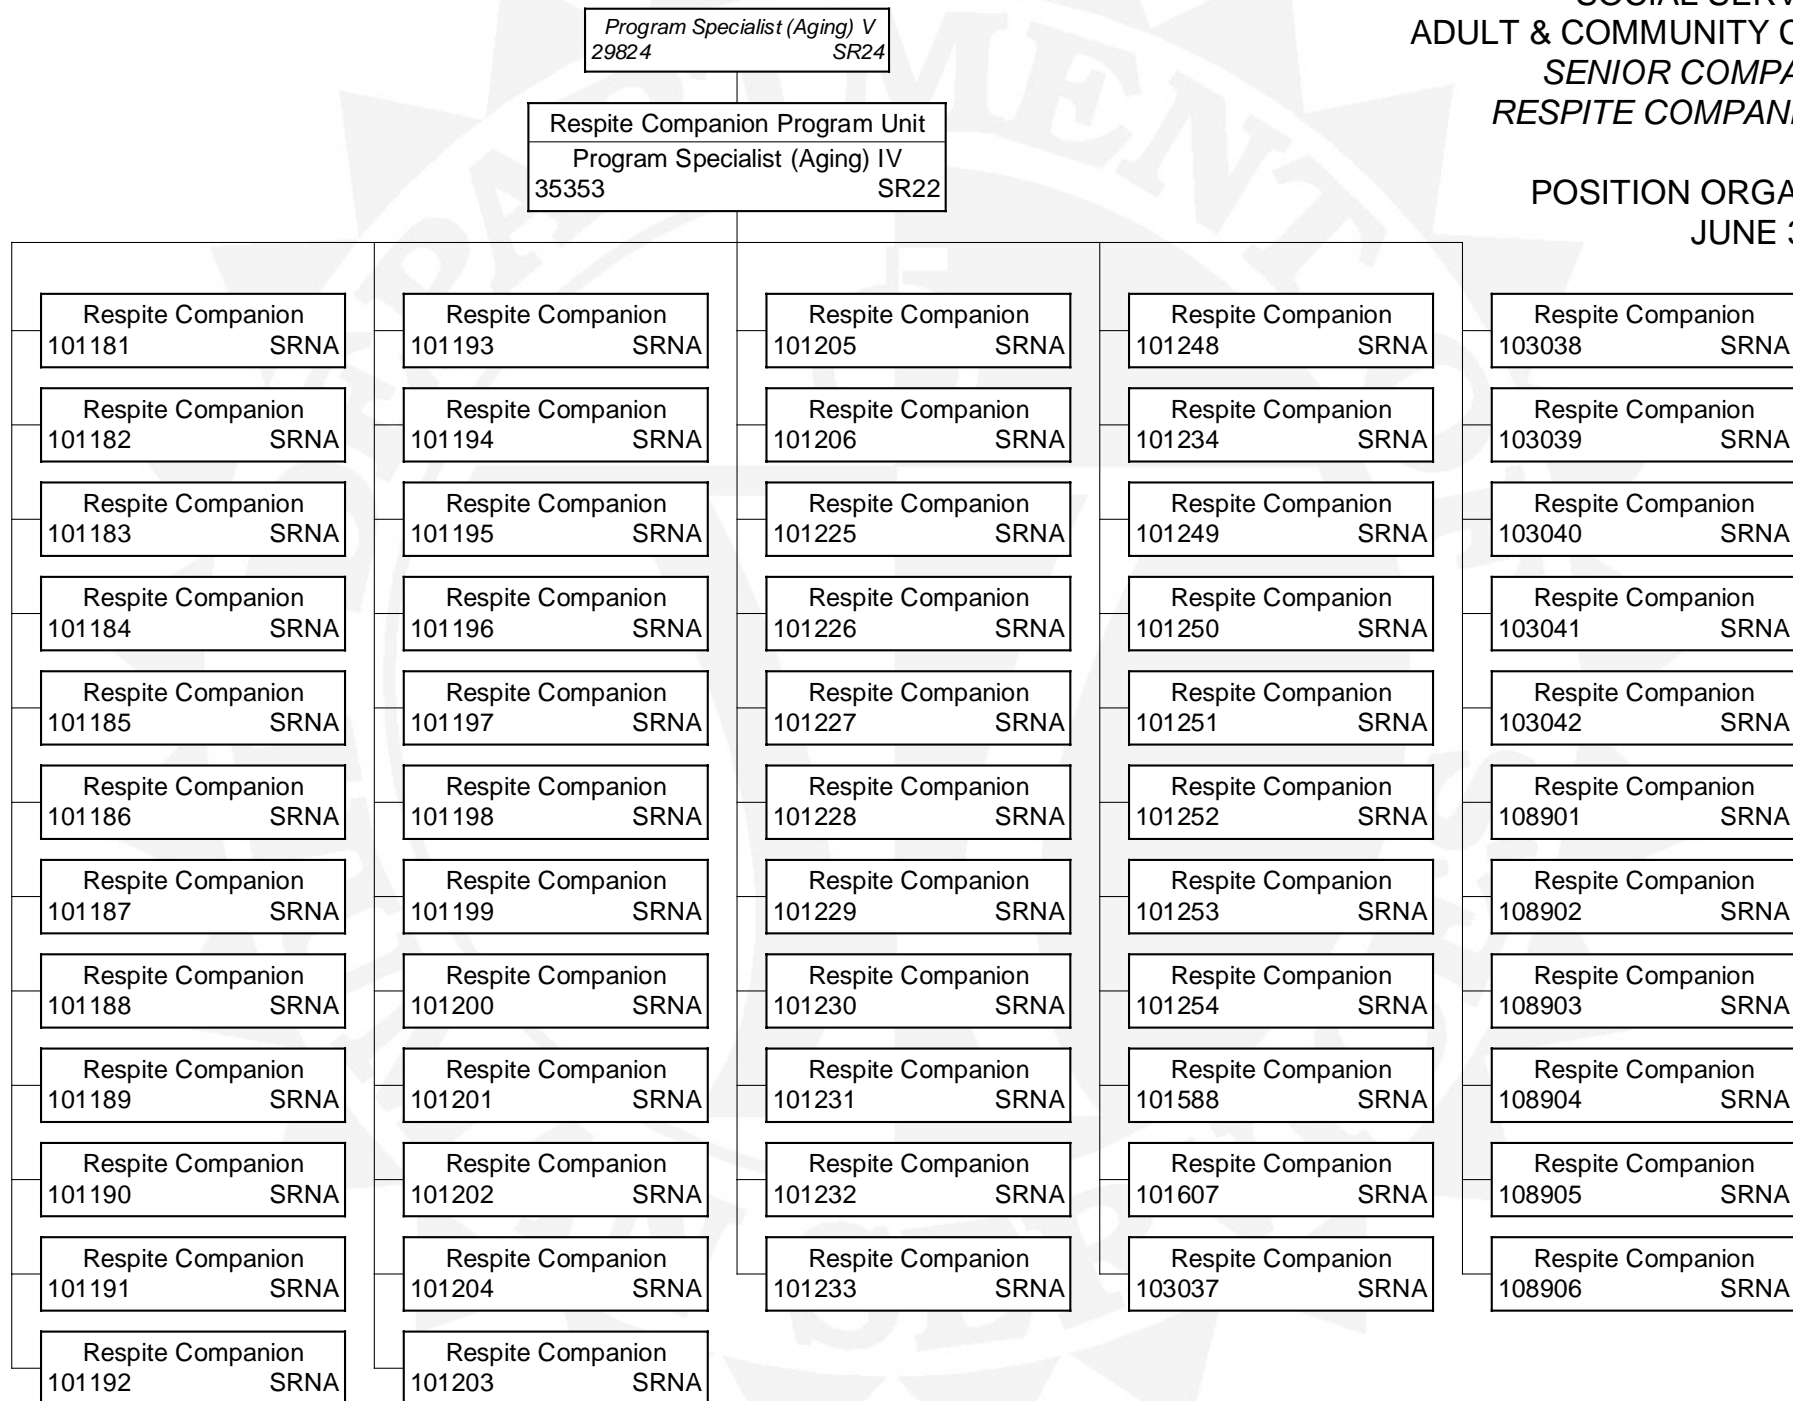 SOCIAL
ADULT & COMMUNITY
SENIOR
RESPITE
POSITION
JUNE
Program Specialist (Aging) V
29824 SR24
Respite Companion Program Unit
Program Specialist (Aging) IV
35353 SR22
Respite Companion
101181 SRNA
Respite Companion
101182 SRNA
Respite Companion
101183 SRNA
Respite Companion
101184 SRNA
Respite Companion
101185 SRNA
Respite Companion
101186 SRNA
Respite Companion
101187 SRNA
Respite Companion
101188 SRNA
Respite Companion
101189 SRNA
Respite Companion
101190 SRNA
Respite Companion
101191 SRNA
Respite Companion
101192 SRNA
Respite Companion
101193 SRNA
Respite Companion
101194 SRNA
Respite Companion
101195 SRNA
Respite Companion
101196 SRNA
Respite Companion
101197 SRNA
Respite Companion
101198 SRNA
Respite Companion
101199 SRNA
Respite Companion
101200 SRNA
Respite Companion
101201 SRNA
Respite Companion
101202 SRNA
Respite Companion
101204 SRNA
Respite Companion
101203 SRNA
Respite Companion
101205 SRNA
Respite Companion
101206 SRNA
Respite Companion
101225 SRNA
Respite Companion
101226 SRNA
Respite Companion
101227 SRNA
Respite Companion
101228 SRNA
Respite Companion
101229 SRNA
Respite Companion
101230 SRNA
Respite Companion
101231 SRNA
Respite Companion
101232 SRNA
Respite Companion
101233 SRNA
Respite Companion
101248 SRNA
Respite Companion
101234 SRNA
Respite Companion
101249 SRNA
Respite Companion
101250 SRNA
Respite Companion
101251 SRNA
Respite Companion
101252 SRNA
Respite Companion
101253 SRNA
Respite Companion
101254 SRNA
Respite Companion
101588 SRNA
Respite Companion
101607 SRNA
Respite Companion
103037 SRNA
Respite Companion
103038 SRNA
Respite Companion
103039 SRNA
Respite Companion
103040 SRNA
Respite Companion
103041 SRNA
Respite Companion
103042 SRNA
Respite Companion
108901 SRNA
Respite Companion
108902 SRNA
Respite Companion
108903 SRNA
Respite Companion
108904 SRNA
Respite Companion
108905 SRNA
Respite Companion
108906 SRNA